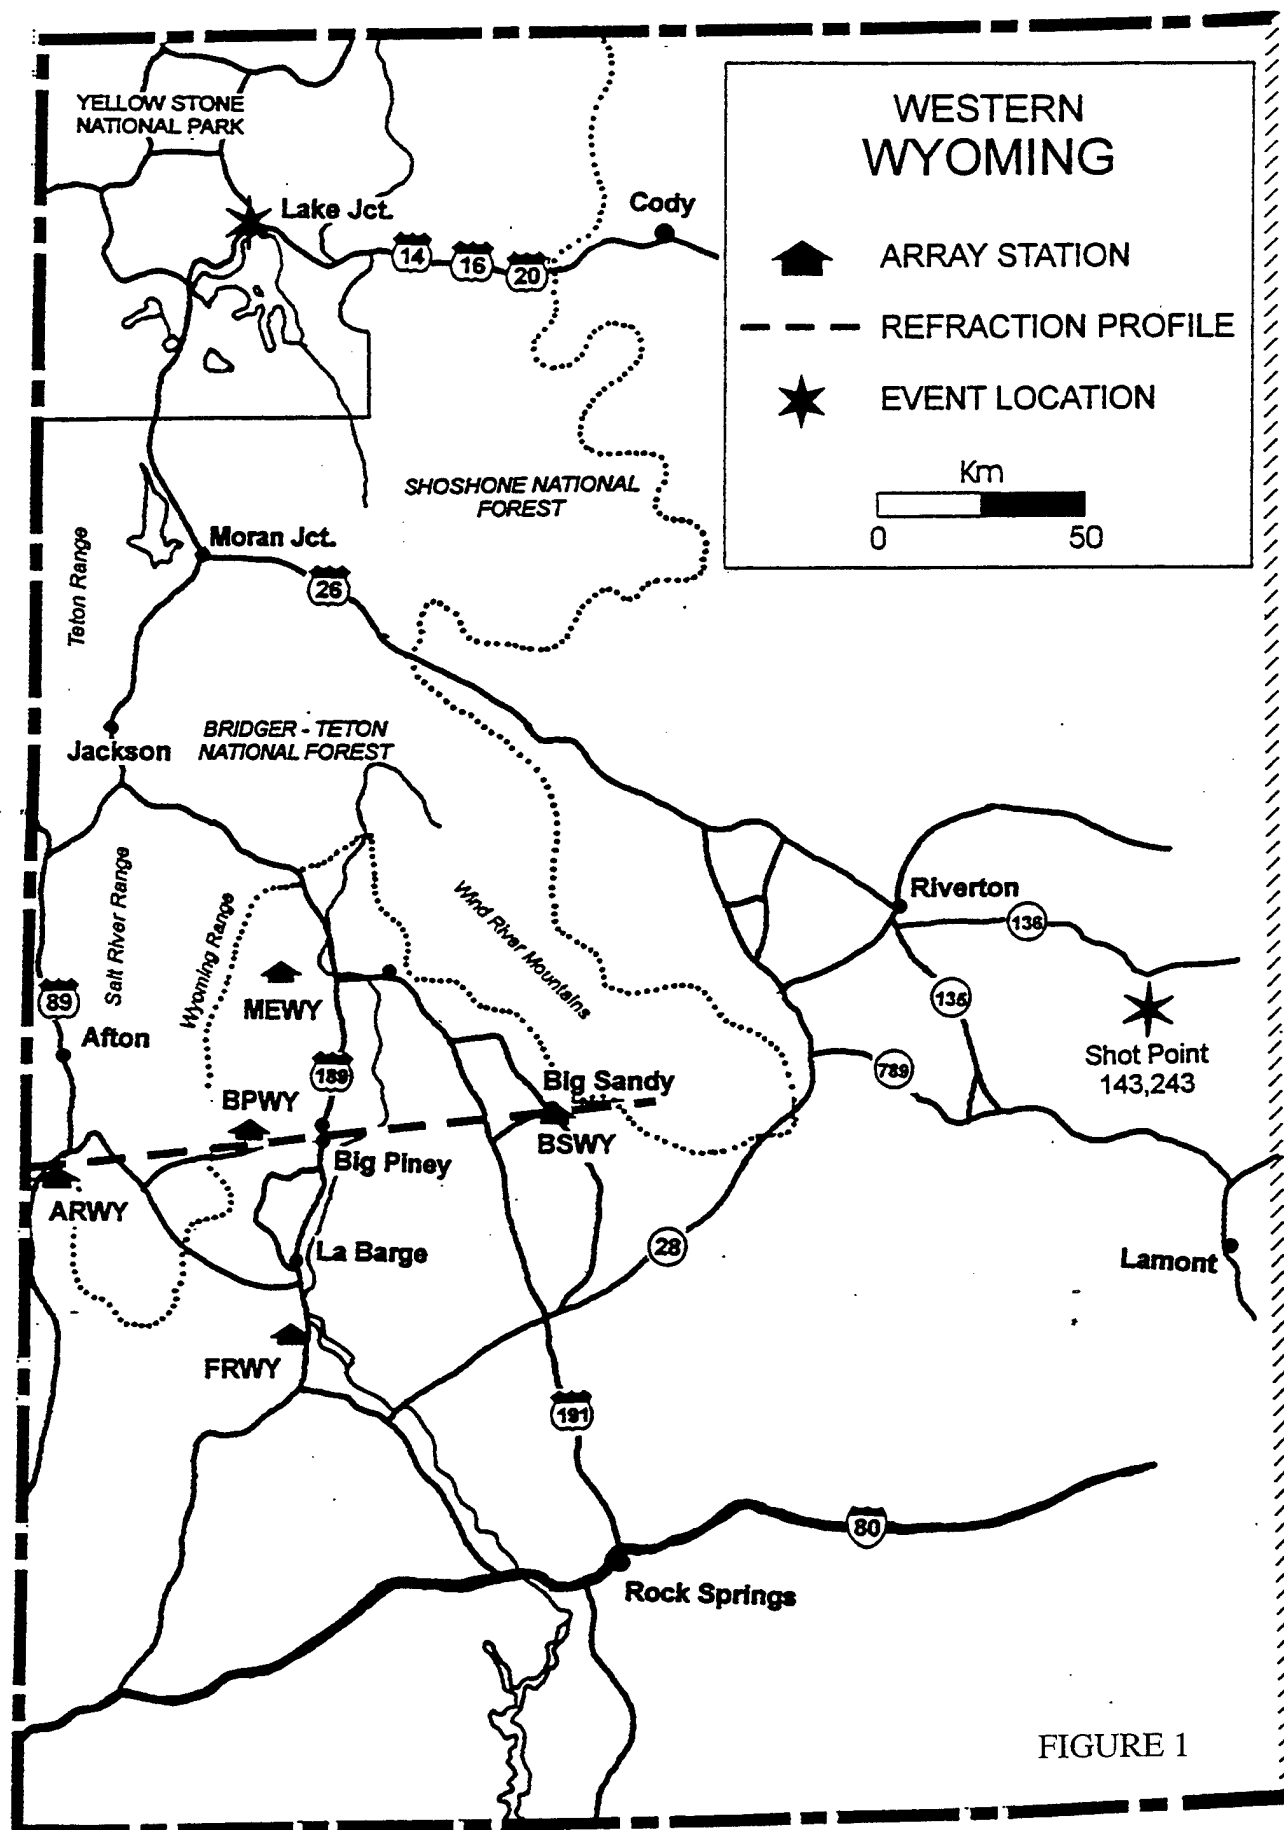 WESTERN
WYOMING
ARRAY STATION
REFRACTION PROFILE
EVENT LOCATION
Km
0 50
YELLOW STONE
NATIONAL PARK
Lake Jct.
Cody
14
16
20
SHOSHONE NATIONAL
FOREST
Moran Jct.
26
Teton Range
Jackson
BRIDGER - TETON
NATIONAL FOREST
Salt River Range
Wyoming Range
Wind River Mountains
Riverton
136
135
789
Shot Point
143,243
MEWY
89
Afton
189
BPWY
Big Sandy
BSWY
Big Piney
ARWY
La Barge
28
Lamont
FRWY
191
80
Rock Springs
FIGURE 1